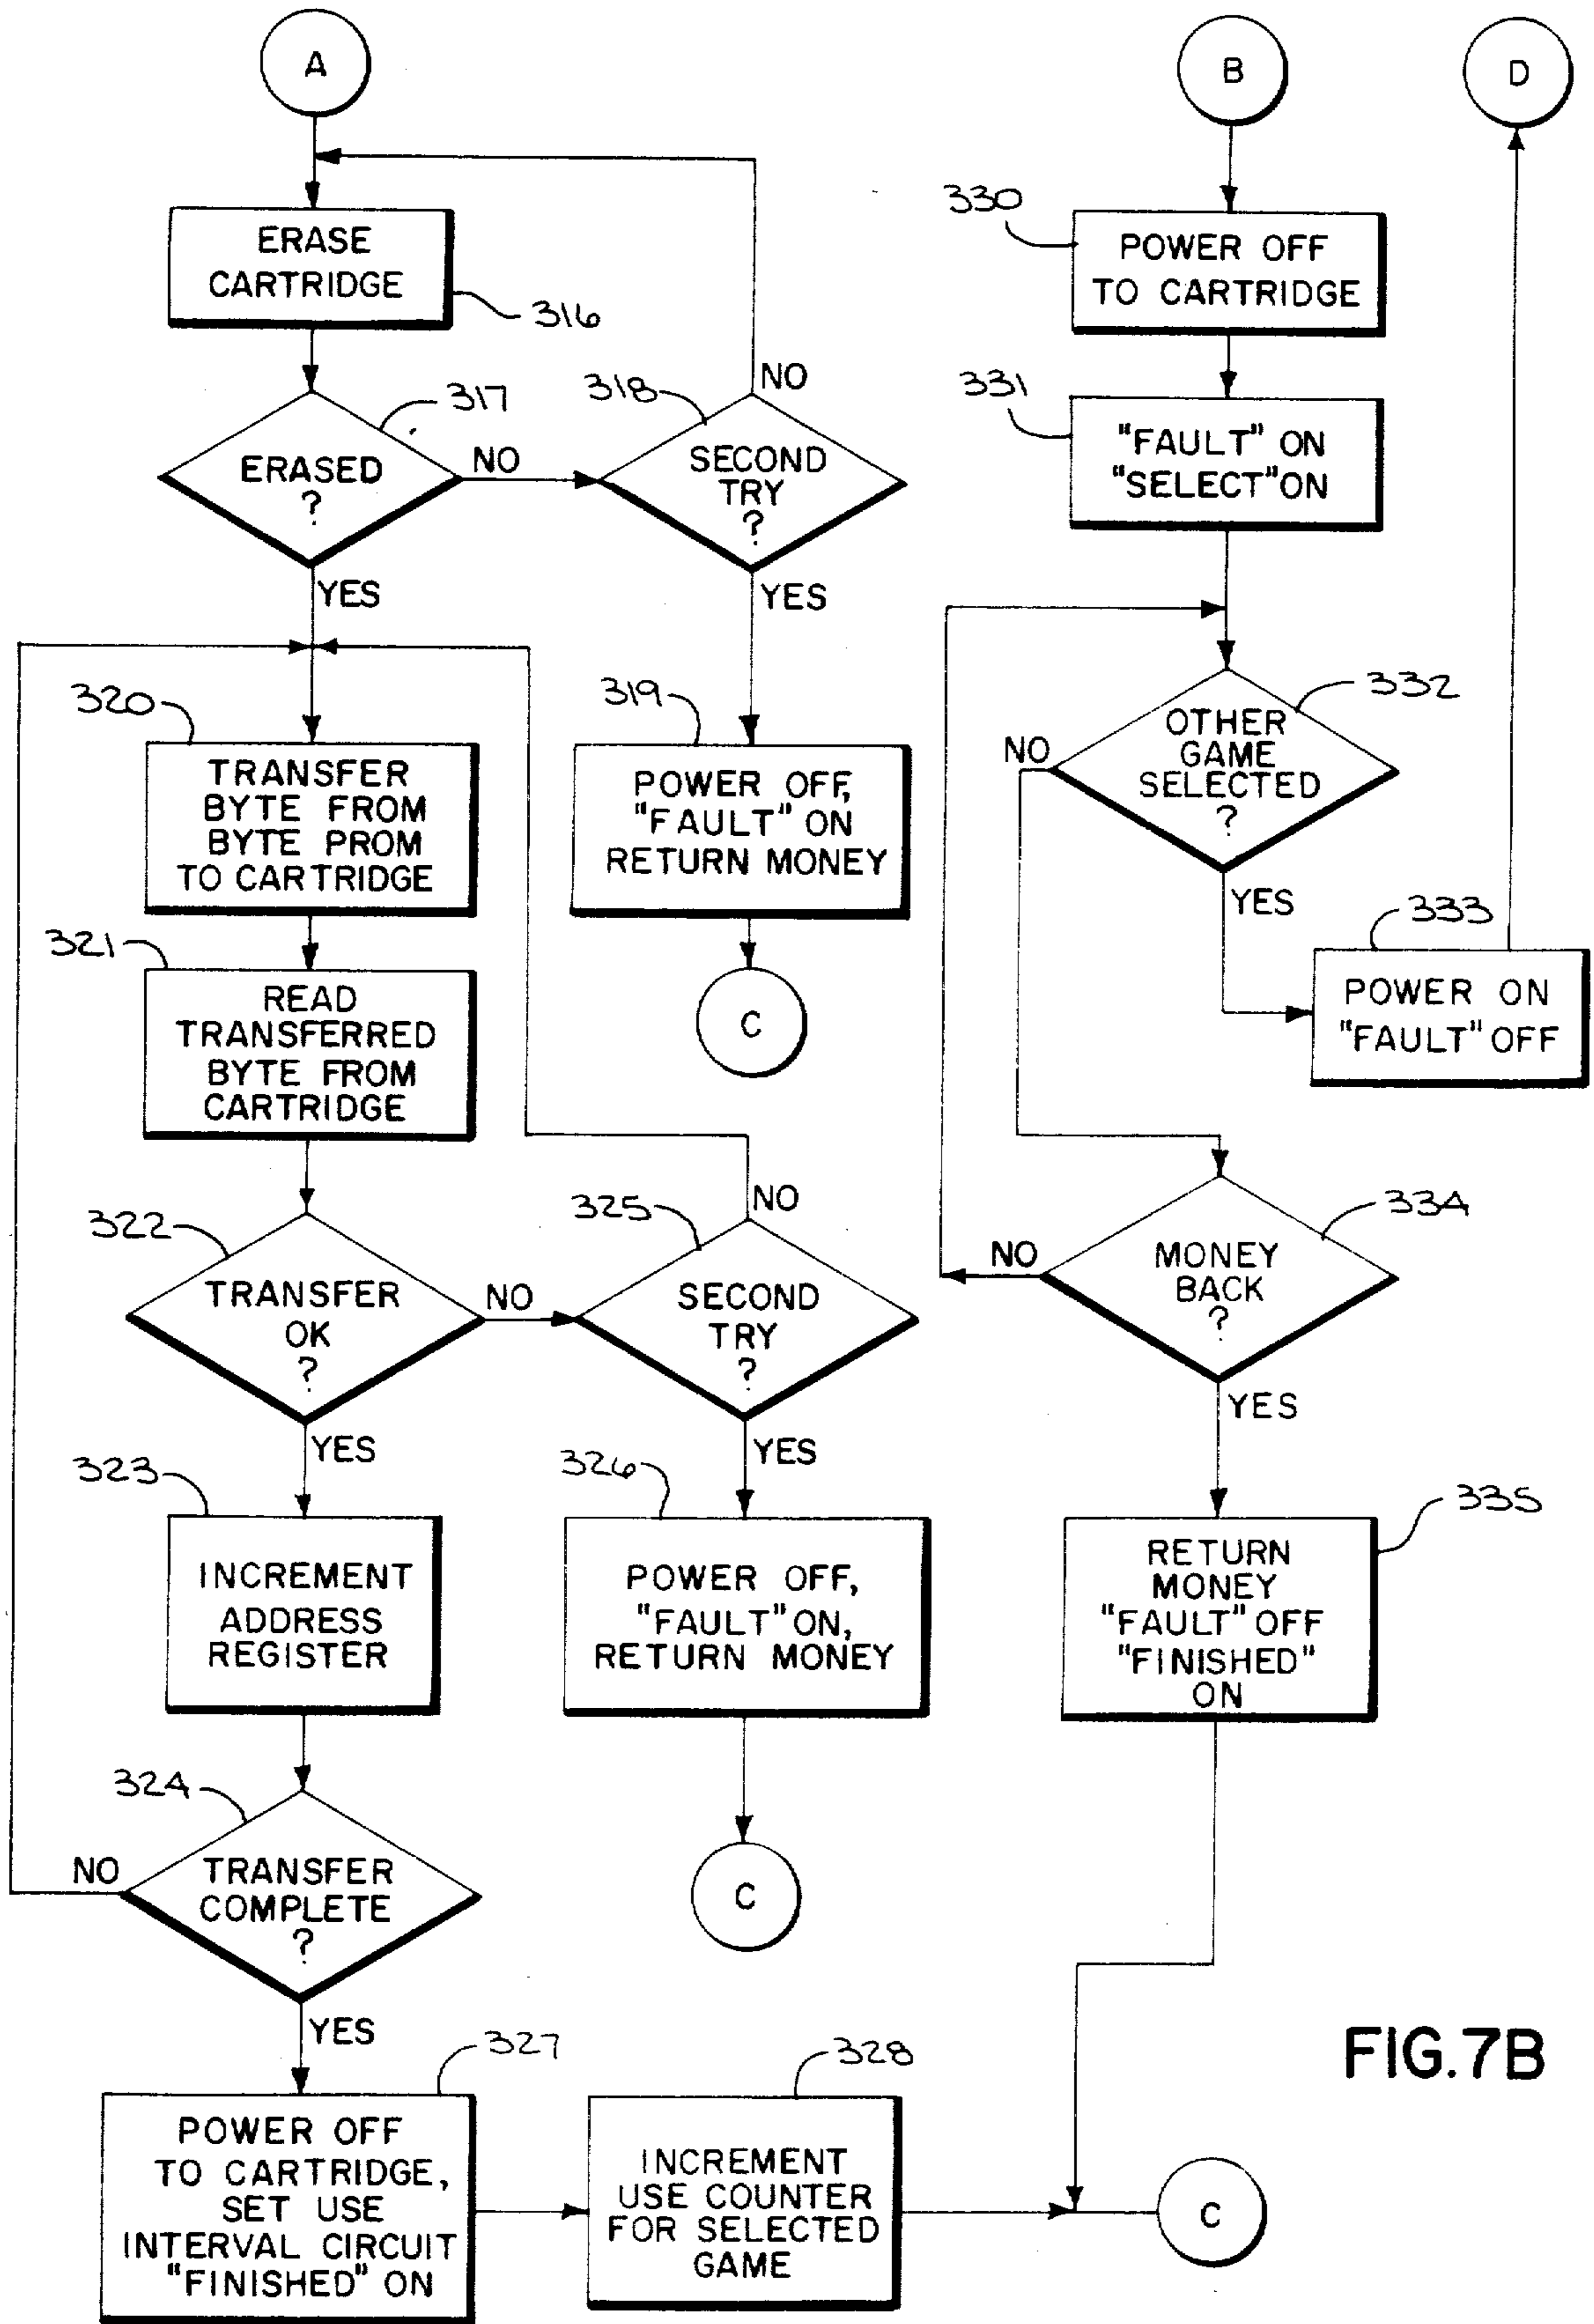 A
ERASE
CARTRIDGE
316
ERASED
?
317
NO
YES
SECOND
TRY
?
318
NO
YES
319
POWER OFF,
"FAULT" ON
RETURN MONEY
C
320
TRANSFER
BYTE FROM
BYTE PROM
TO CARTRIDGE
321
READ
TRANSFERRED
BYTE FROM
CARTRIDGE
322
TRANSFER
OK
?
NO
YES
325
SECOND
TRY
?
NO
YES
326
POWER OFF,
"FAULT" ON,
RETURN MONEY
C
323
INCREMENT
ADDRESS
REGISTER
324
TRANSFER
COMPLETE
?
NO
YES
327
POWER OFF
TO CARTRIDGE,
SET USE
INTERVAL CIRCUIT
"FINISHED" ON
328
INCREMENT
USE COUNTER
FOR SELECTED
GAME
C
B
330
POWER OFF
TO CARTRIDGE
331
"FAULT" ON
"SELECT" ON
332
OTHER
GAME
SELECTED
?
NO
YES
333
POWER ON
"FAULT" OFF
D
334
MONEY
BACK
?
NO
YES
335
RETURN
MONEY
"FAULT" OFF
"FINISHED"
ON
FIG.7B